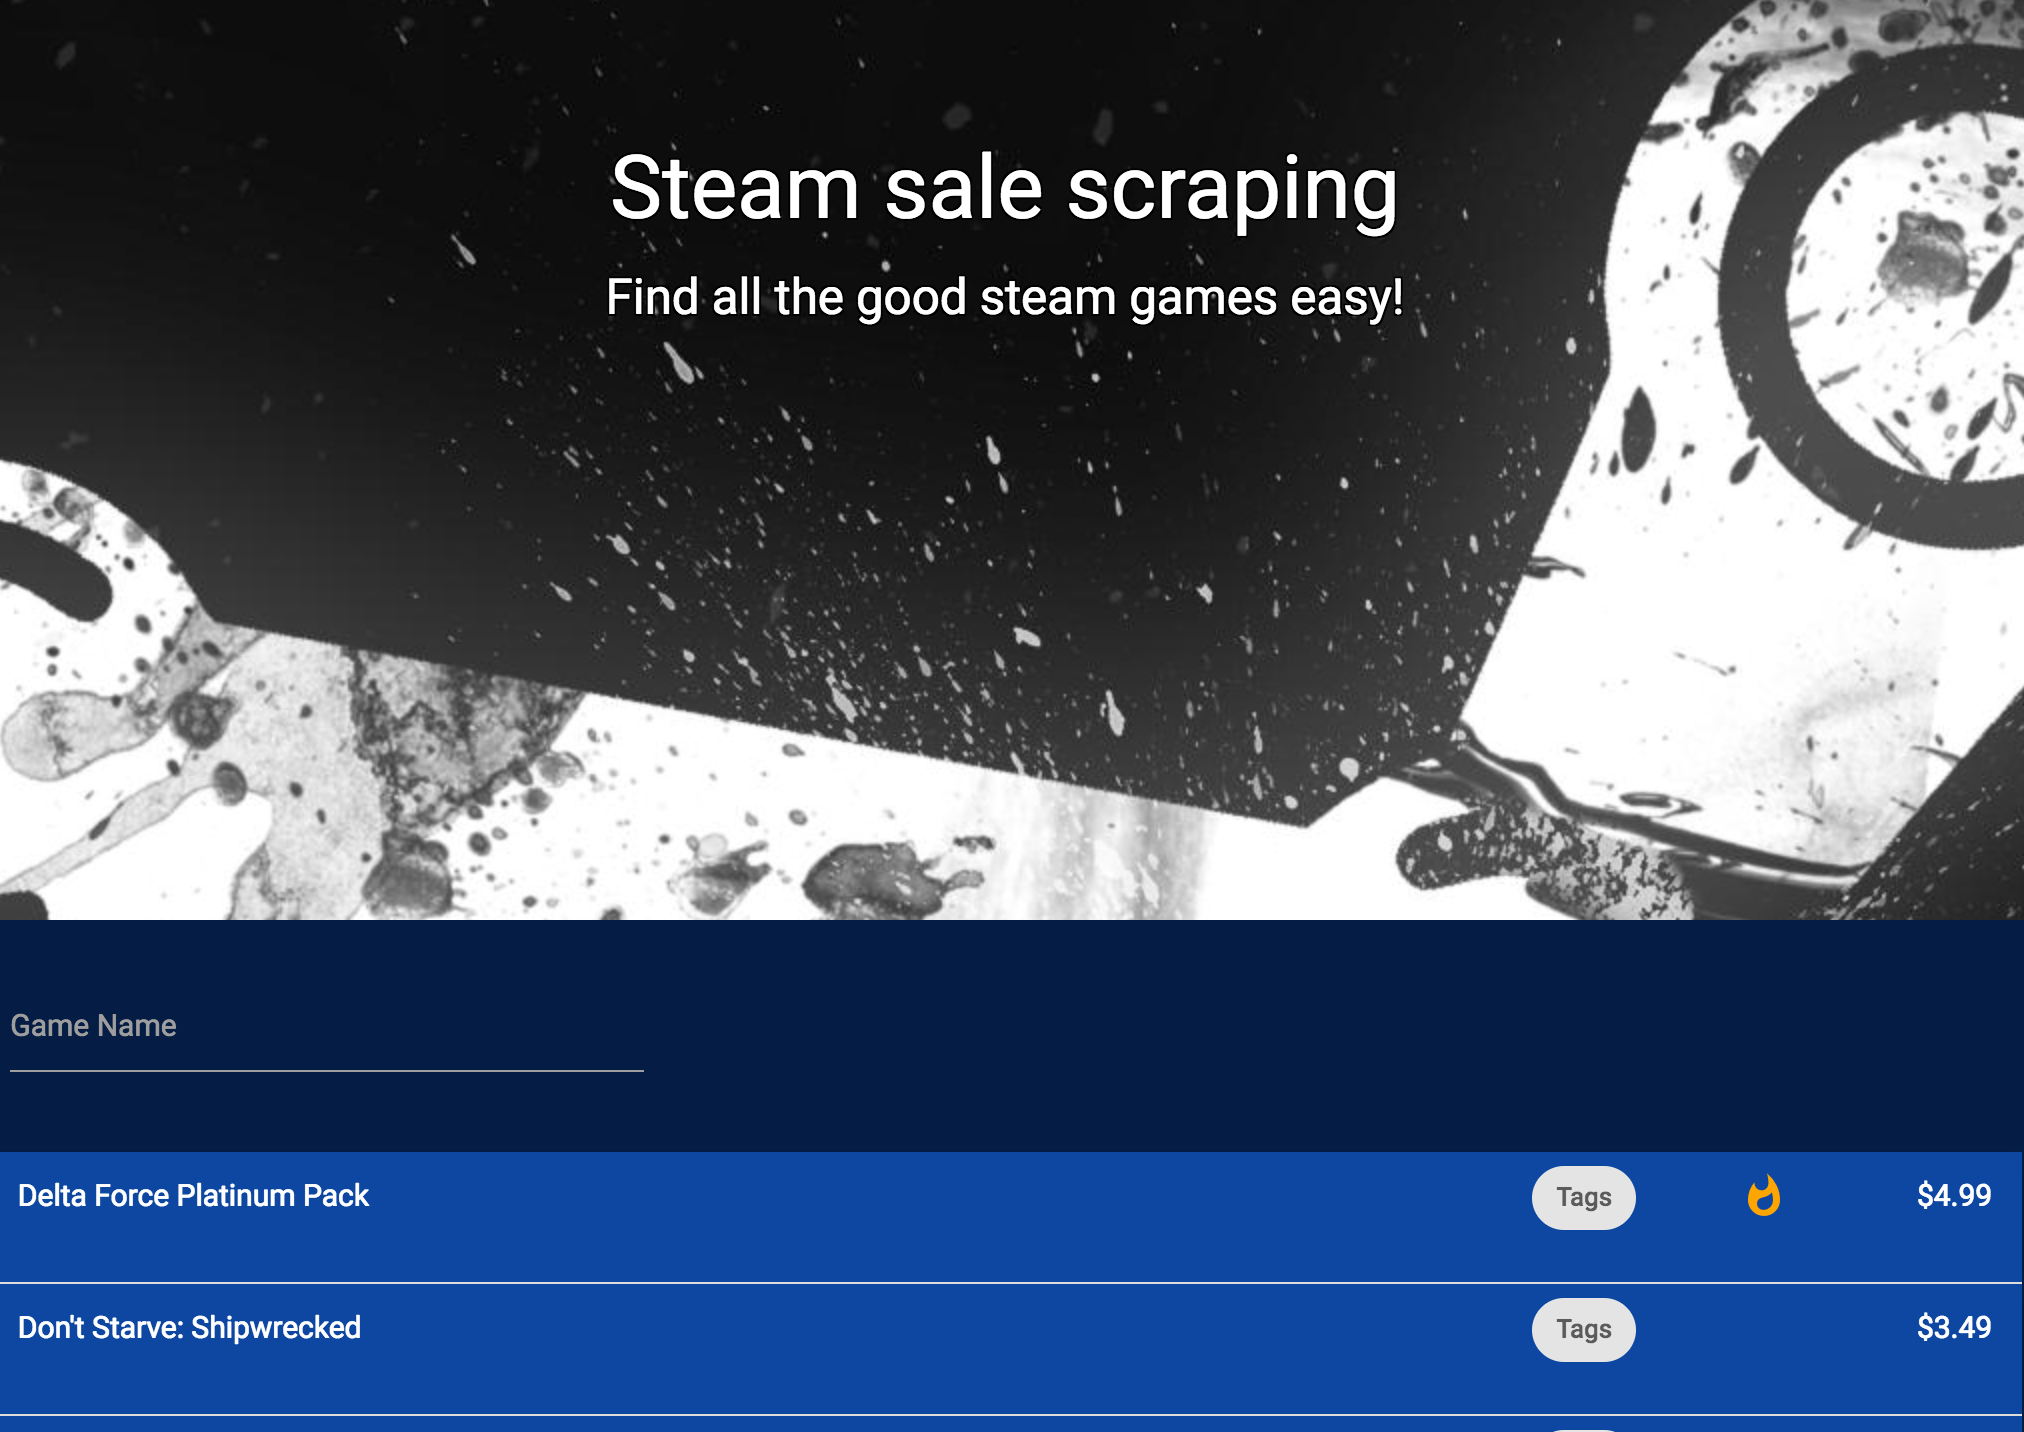 Steam sale scraping
Find all the good steam games easy!
Game Name
Delta Force Platinum Pack Tags $4.99
Don't Starve: Shipwrecked Tags $3.49